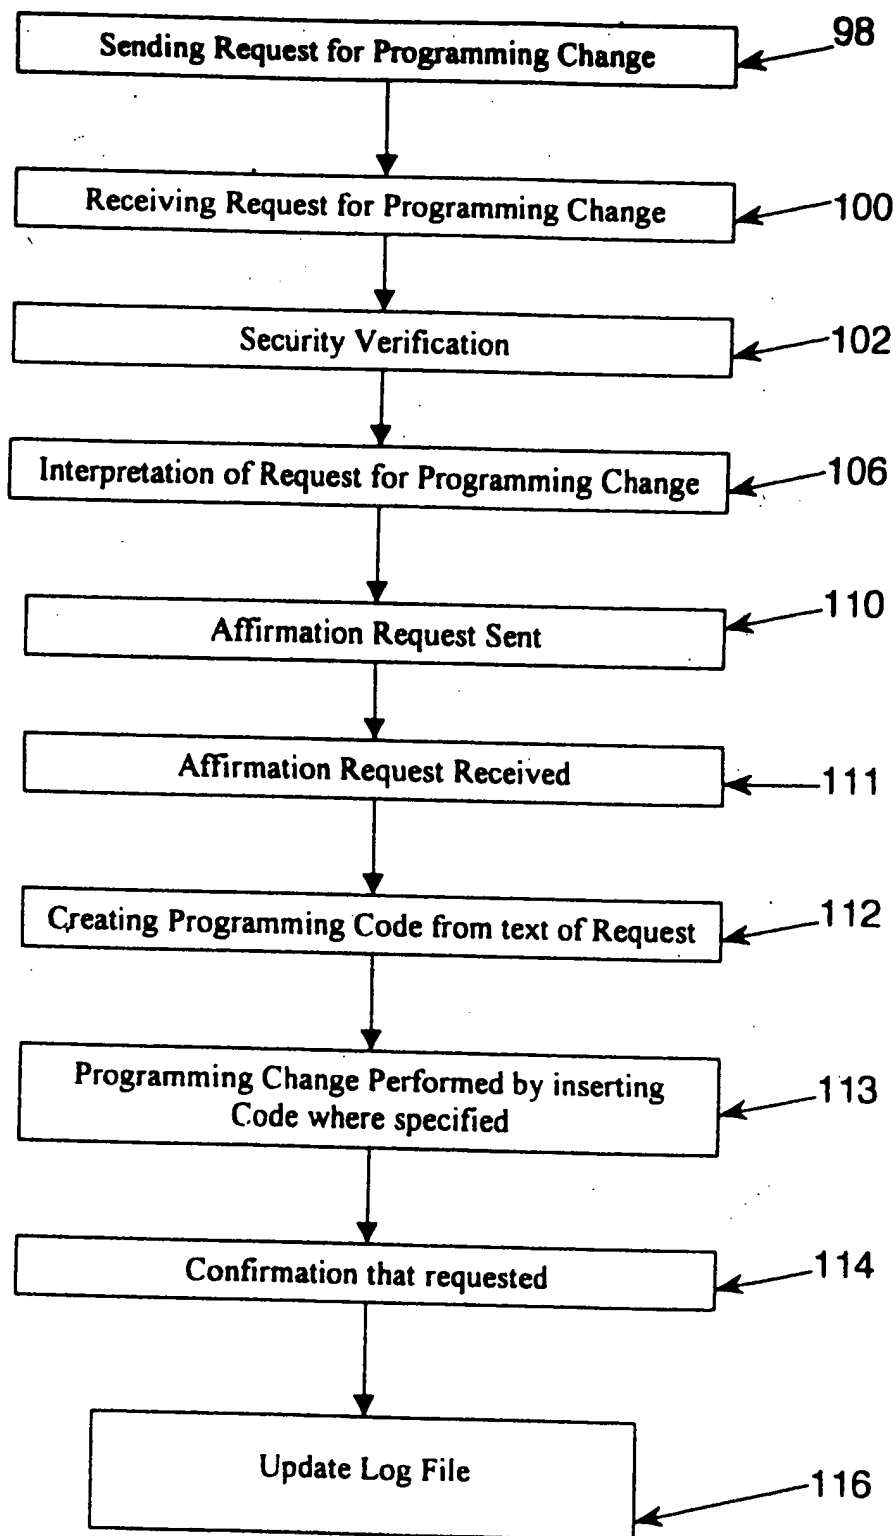 Sending Request for Programming Change
98
Receiving Request for Programming Change
100
Security Verification
102
Interpretation of Request for Programming Change
106
Affirmation Request Sent
110
Affirmation Request Received
111
Creating Programming Code from text of Request
112
Programming Change Performed by inserting
Code where specified
113
Confirmation that requested
114
Update Log File
116